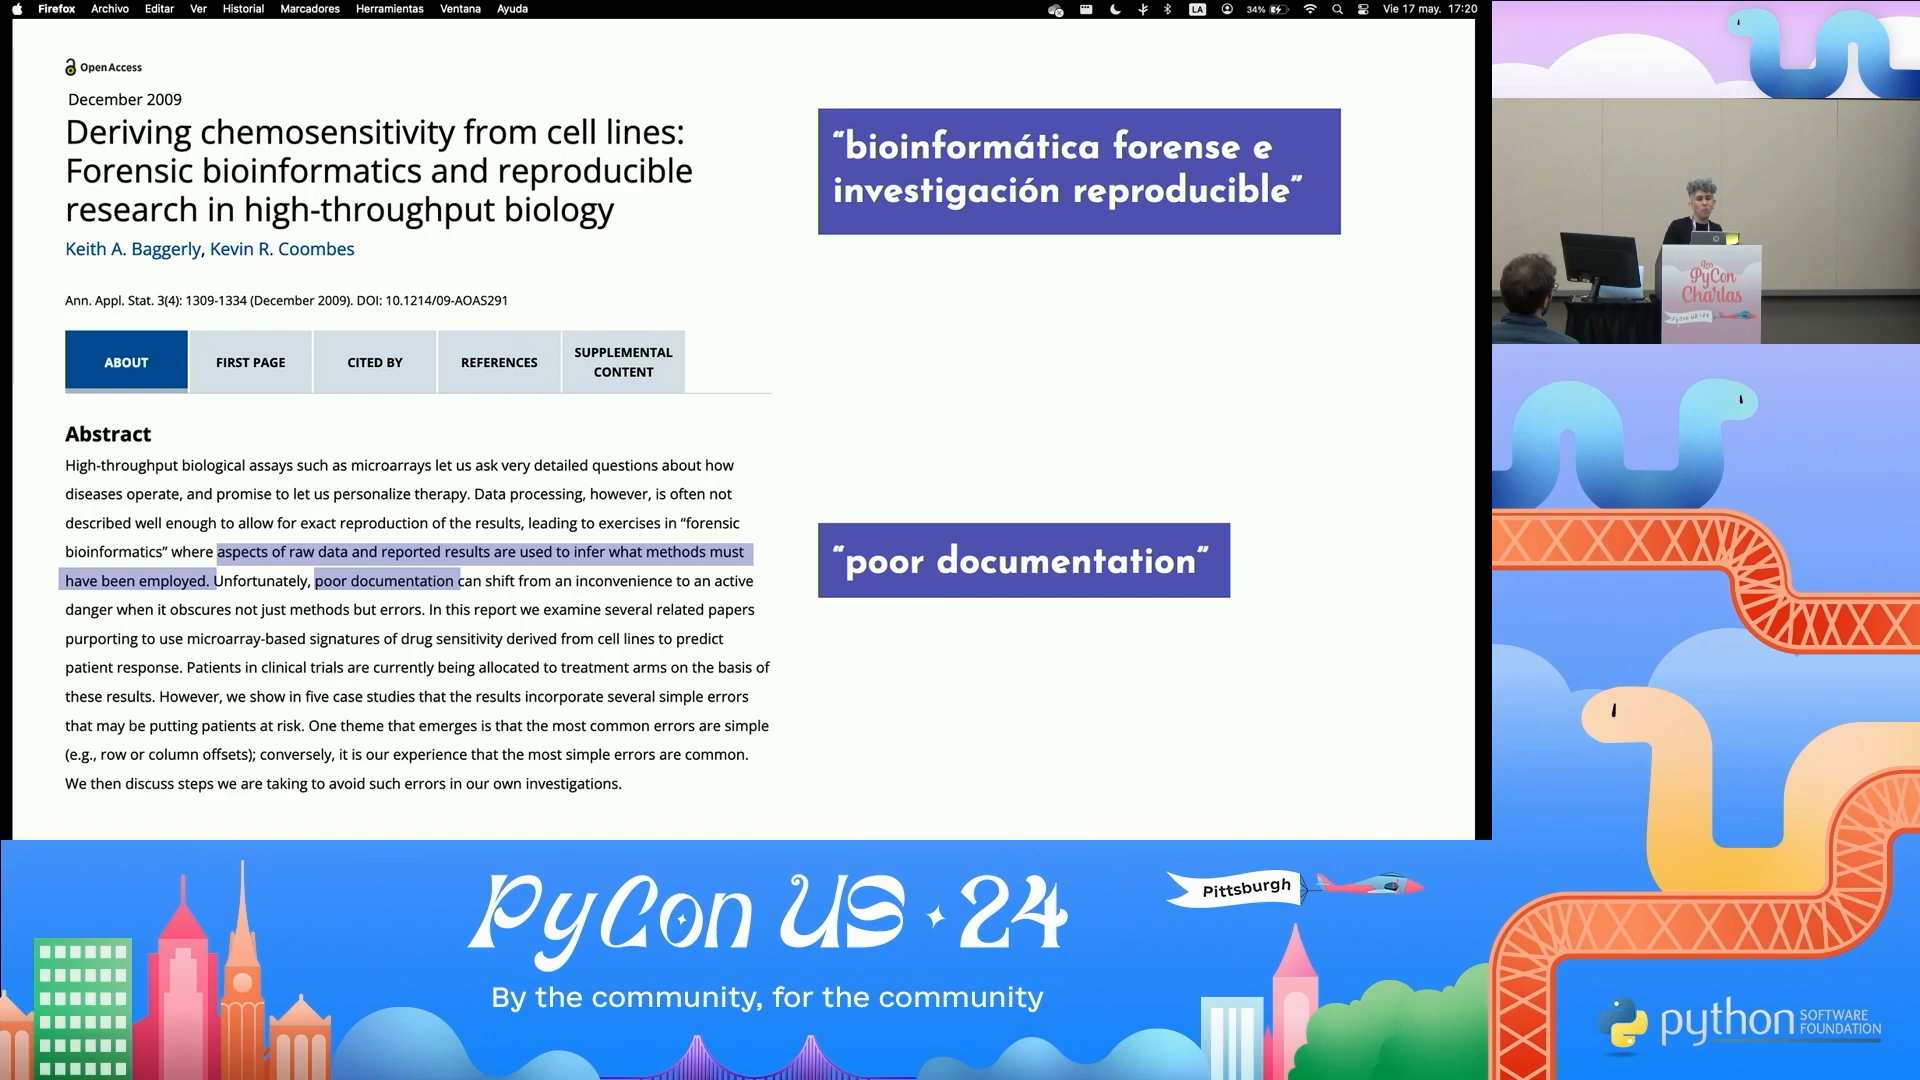 Firefox Archivo Editar Ver Historial Marcadores Herramientas Ventana Ayuda
LA 34% Vie 17 may. 17:20
Open Access
December 2009
Deriving chemosensitivity from cell lines:
Forensic bioinformatics and reproducible
research in high-throughput biology
Keith A. Baggerly, Kevin R. Coombes
Ann. Appl. Stat. 3(4): 1309-1334 (December 2009). DOI: 10.1214/09-AOAS291
ABOUT
FIRST PAGE
CITED BY
REFERENCES
SUPPLEMENTAL
CONTENT
Abstract
High-throughput biological assays such as microarrays let us ask very detailed questions about how
diseases operate, and promise to let us personalize therapy. Data processing, however, is often not
described well enough to allow for exact reproduction of the results, leading to exercises in “forensic
bioinformatics” where aspects of raw data and reported results are used to infer what methods must
have been employed. Unfortunately, poor documentation can shift from an inconvenience to an active
danger when it obscures not just methods but errors. In this report we examine several related papers
purporting to use microarray-based signatures of drug sensitivity derived from cell lines to predict
patient response. Patients in clinical trials are currently being allocated to treatment arms on the basis of
these results. However, we show in five case studies that the results incorporate several simple errors
that may be putting patients at risk. One theme that emerges is that the most common errors are simple
(e.g., row or column offsets); conversely, it is our experience that the most simple errors are common.
We then discuss steps we are taking to avoid such errors in our own investigations.
“bioinformática forense e
investigación reproducible”
“poor documentation”
Las
PyCon
Charlas
PyCon US • 24
PyCon US · 24
By the community, for the community
Pittsburgh
python
SOFTWARE
FOUNDATION